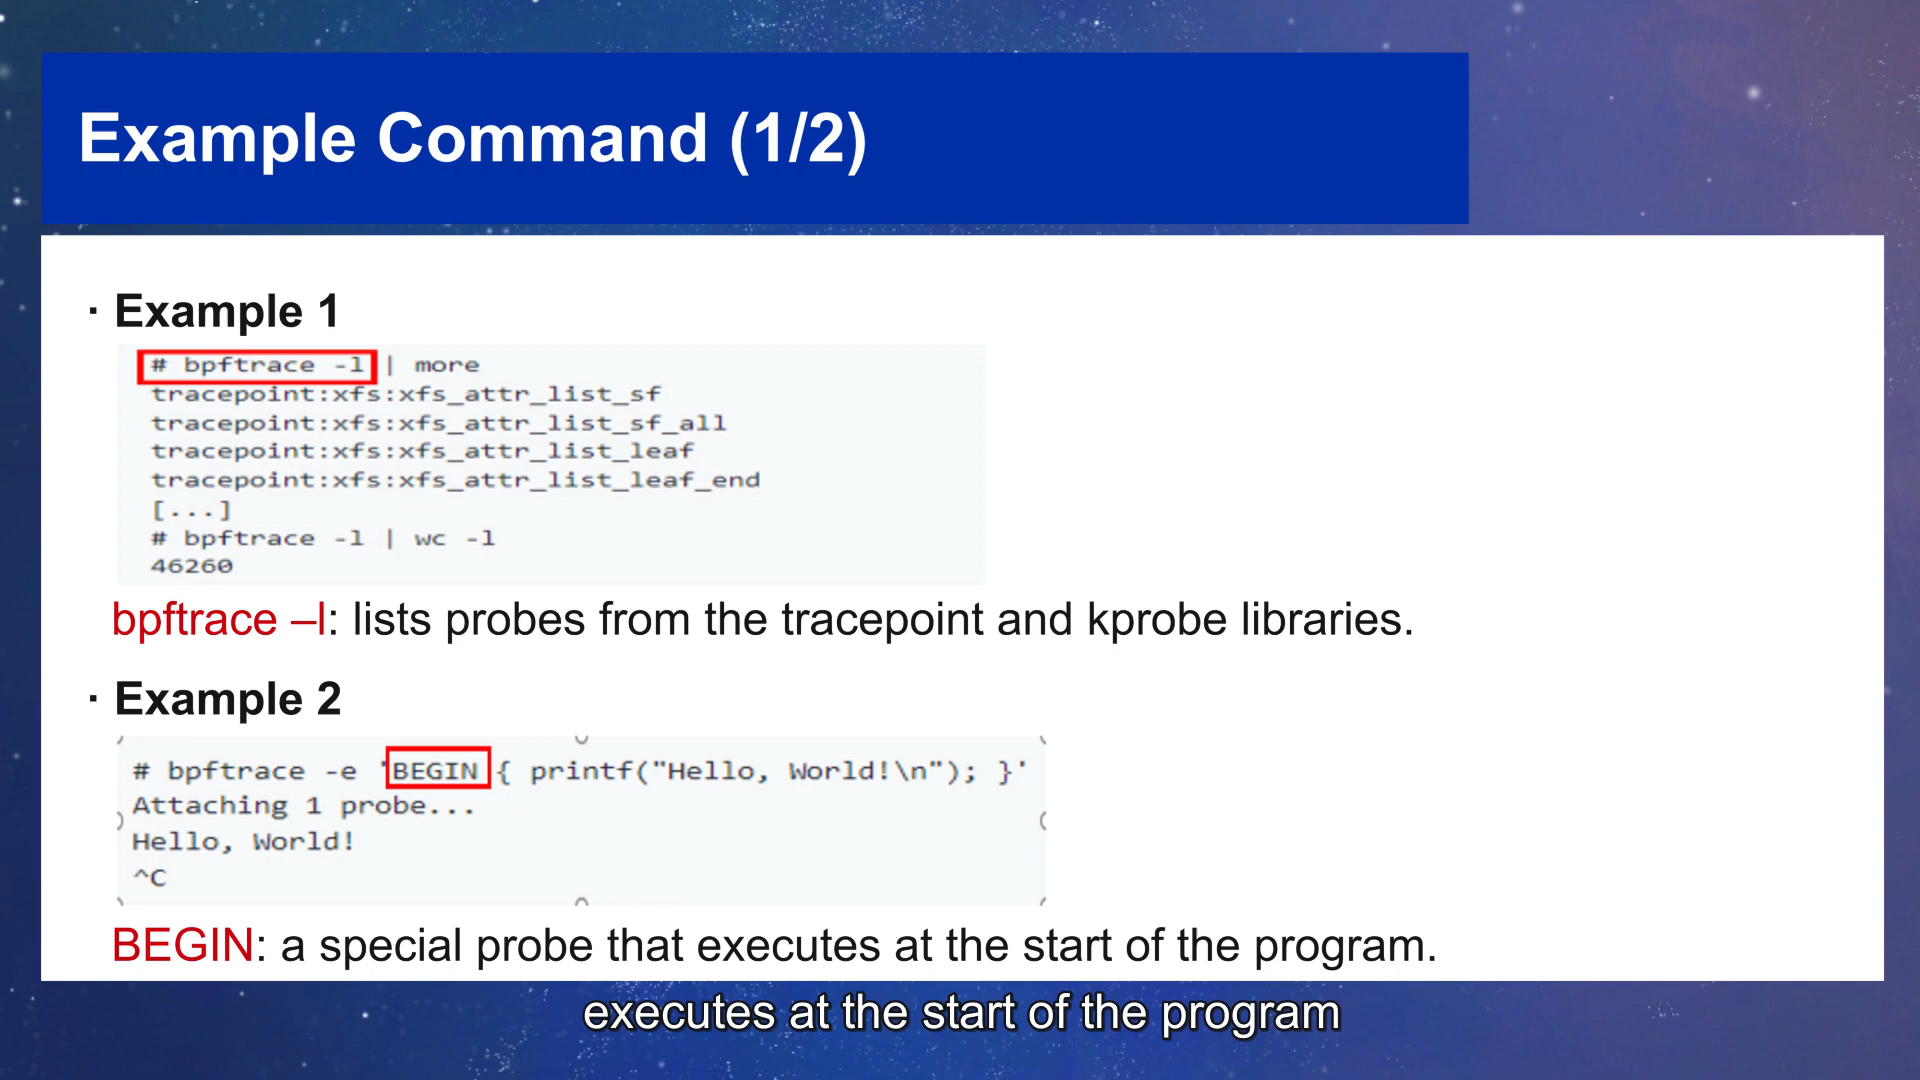 Example Command (1/2)
· Example 1
# bpftrace -l | more
tracepoint:xfs:xfs_attr_list_sf
tracepoint:xfs:xfs_attr_list_sf_all
tracepoint:xfs:xfs_attr_list_leaf
tracepoint:xfs:xfs_attr_list_leaf_end
[...]
# bpftrace -l | wc -l
46260
bpftrace –l: lists probes from the tracepoint and kprobe libraries.
· Example 2
# bpftrace -e 'BEGIN { printf("Hello, World!\n"); }'
Attaching 1 probe...
Hello, World!
^C
BEGIN: a special probe that executes at the start of the program.
executes at the start of the program